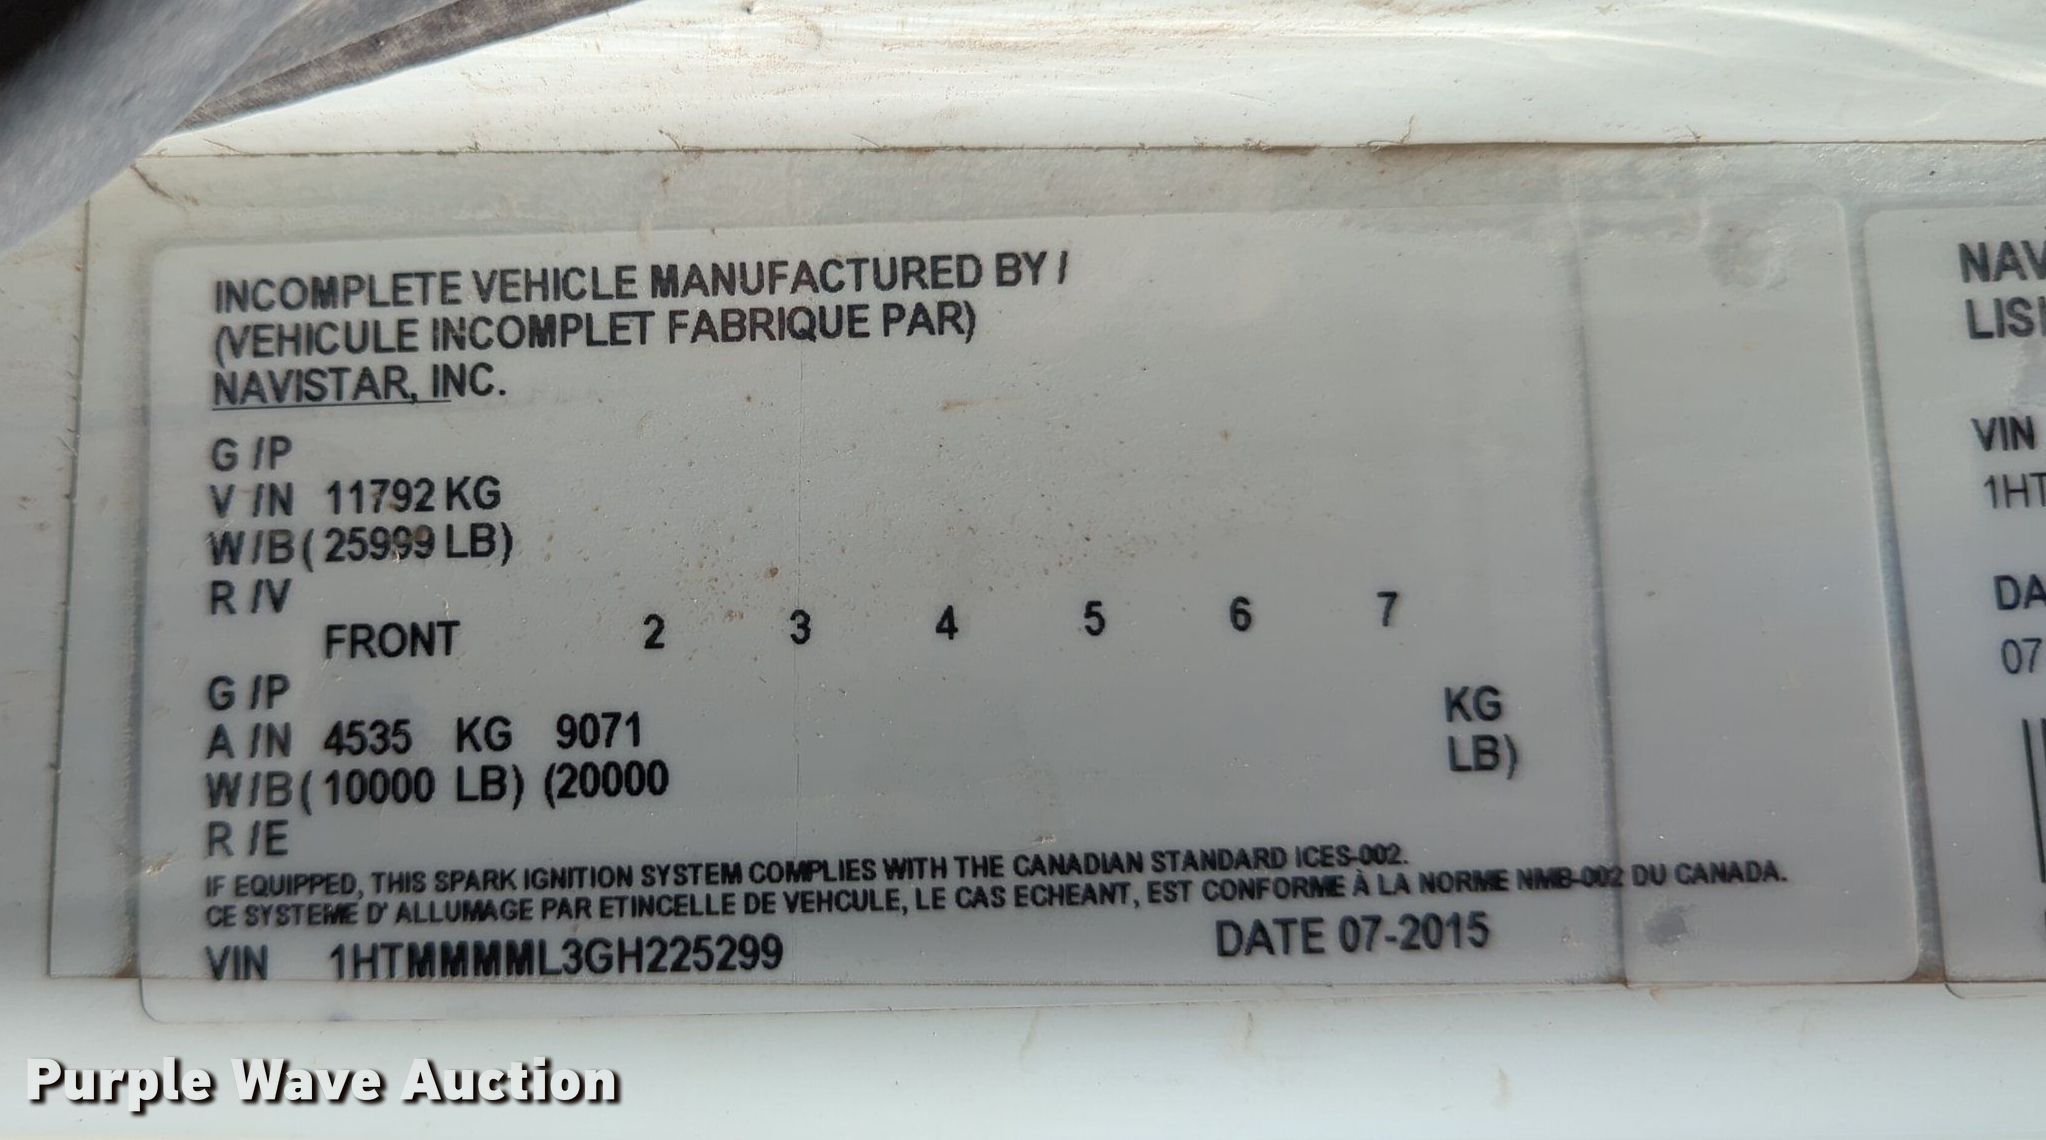 INCOMPLETE VEHICLE MANUFACTURED BY /
(VEHICULE INCOMPLET FABRIQUE PAR)
NAVISTAR, INC.
G /P
V /N 11792 KG
W/B ( 25999 LB)
R /V
FRONT 2 3 4 5 6 7
G /P
A /N 4535 KG 9071 KG
W/B ( 10000 LB) (20000 LB)
R /E
IF EQUIPPED, THIS SPARK IGNITION SYSTEM COMPLIES WITH THE CANADIAN STANDARD ICES-002.
CE SYSTEME D' ALLUMAGE PAR ETINCELLE DE VEHCULE, LE CAS ECHEANT, EST CONFORME À LA NORME NMB-002 DU CANADA.
VIN 1HTMMMML3GH225299 DATE 07-2015
NAV
LIS
VIN
1HT
DA
07
Purple Wave Auction